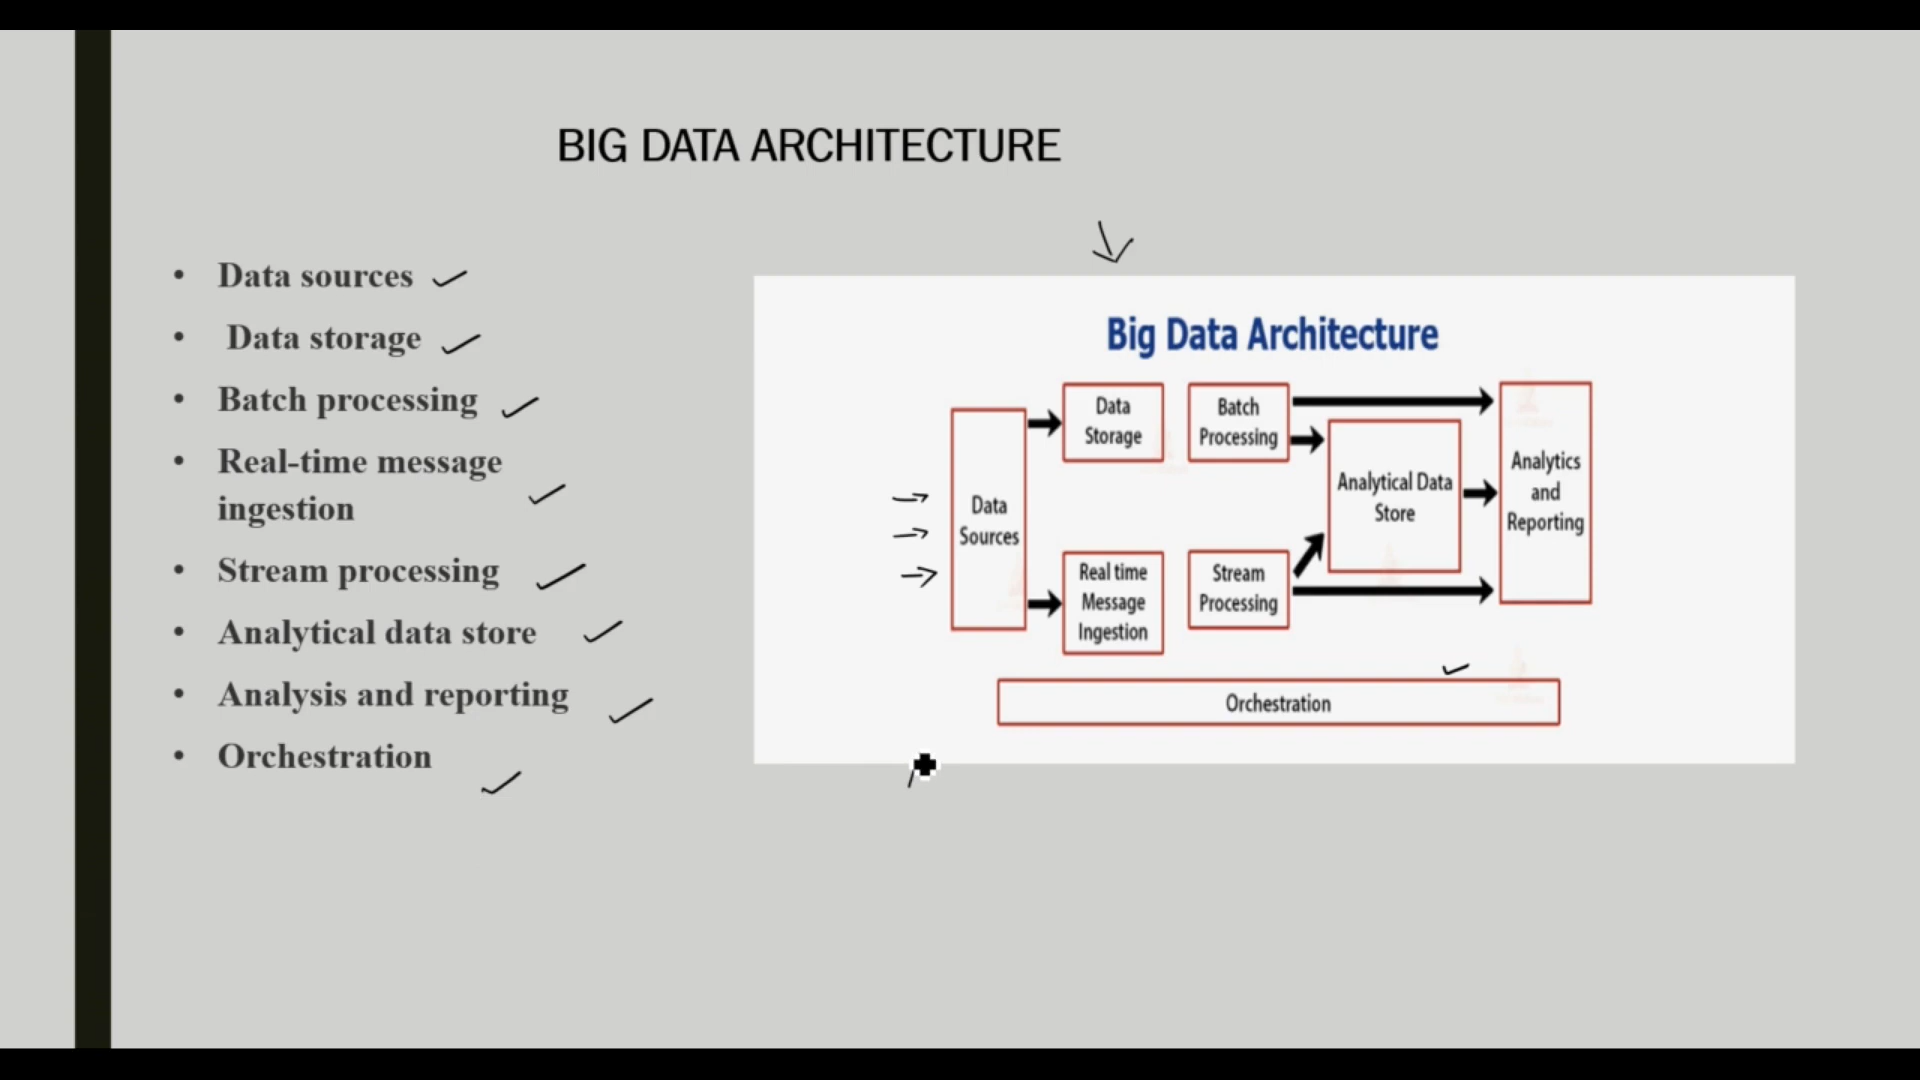 BIG DATA ARCHITECTURE
• Data sources
• Data storage
• Batch processing
• Real-time message
ingestion
• Stream processing
• Analytical data store
• Analysis and reporting
• Orchestration
Big Data Architecture
Data
Sources
Data
Storage
Batch
Processing
Real time
Message
Ingestion
Stream
Processing
Analytical Data
Store
Analytics
and
Reporting
Orchestration